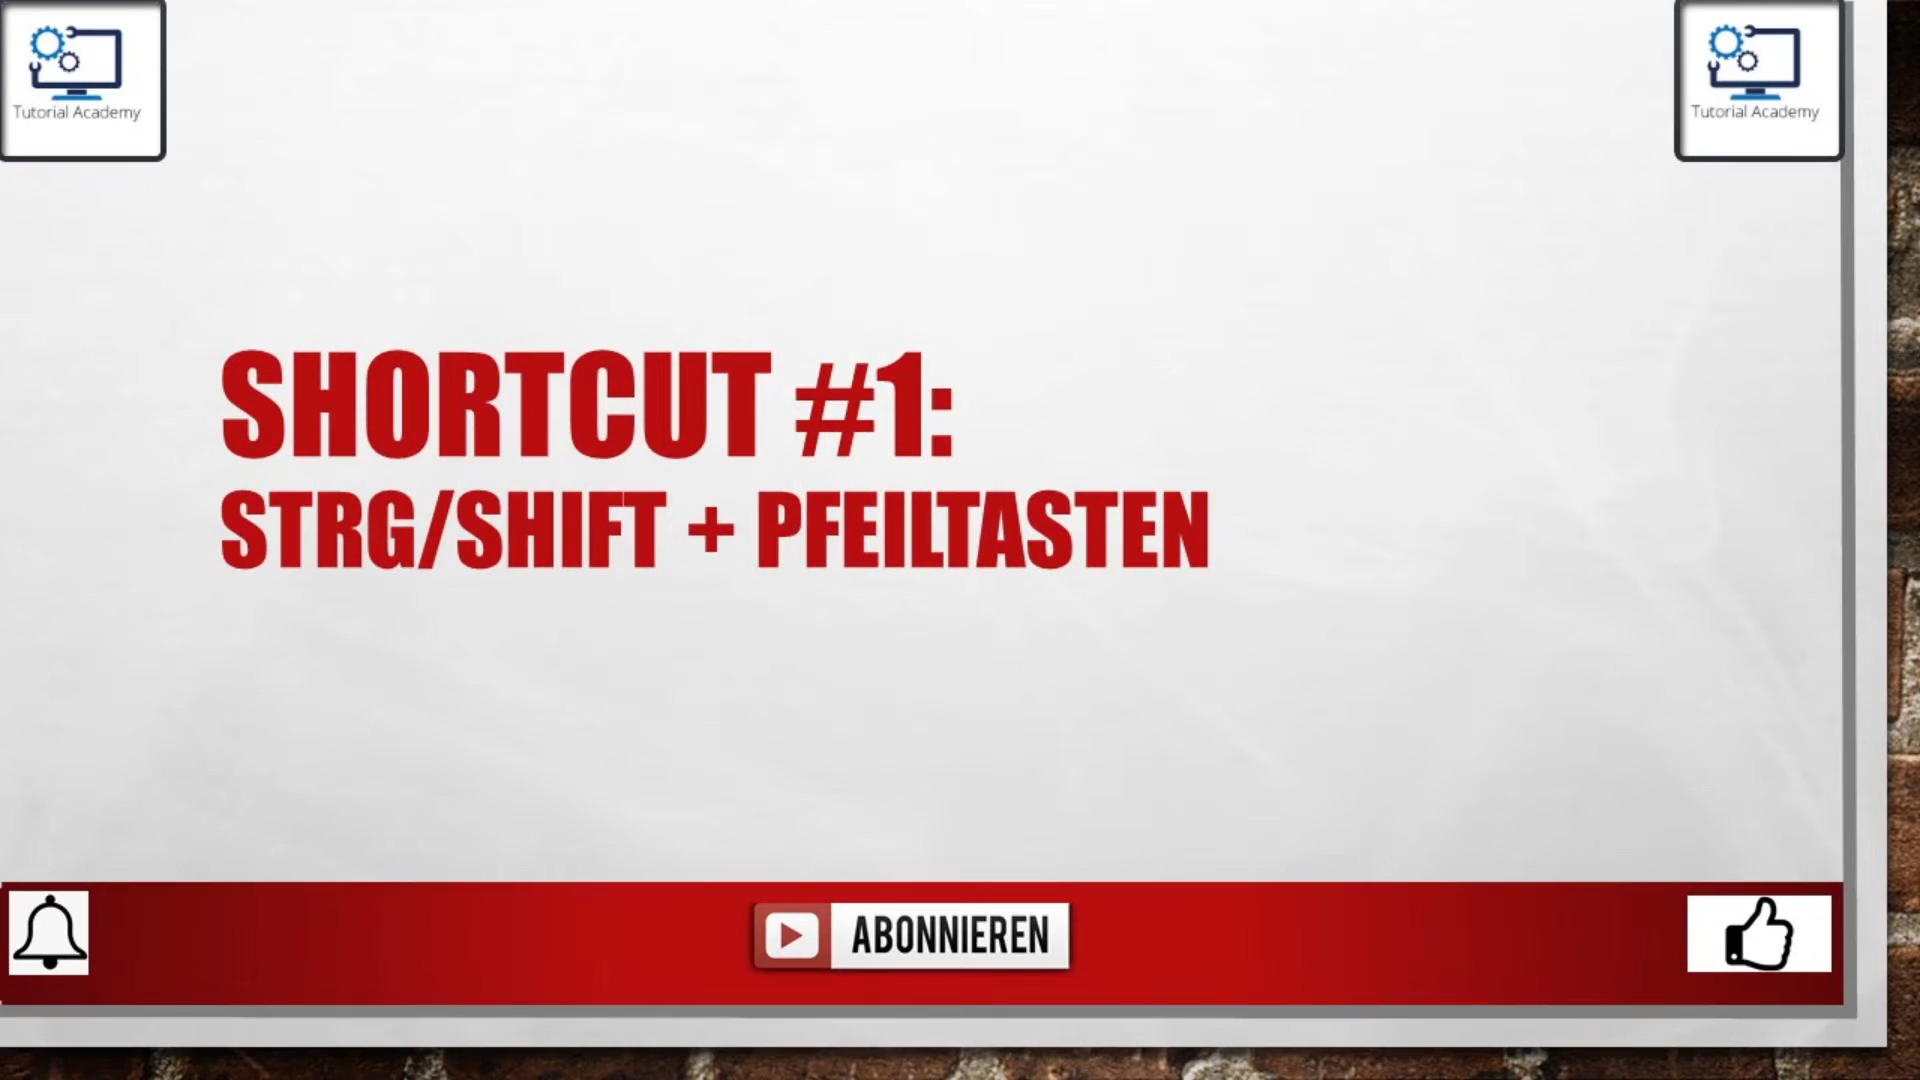 Tutorial Academy
Tutorial Academy
SHORTCUT #1:
STRG/SHIFT + PFEILTASTEN
ABONNIEREN